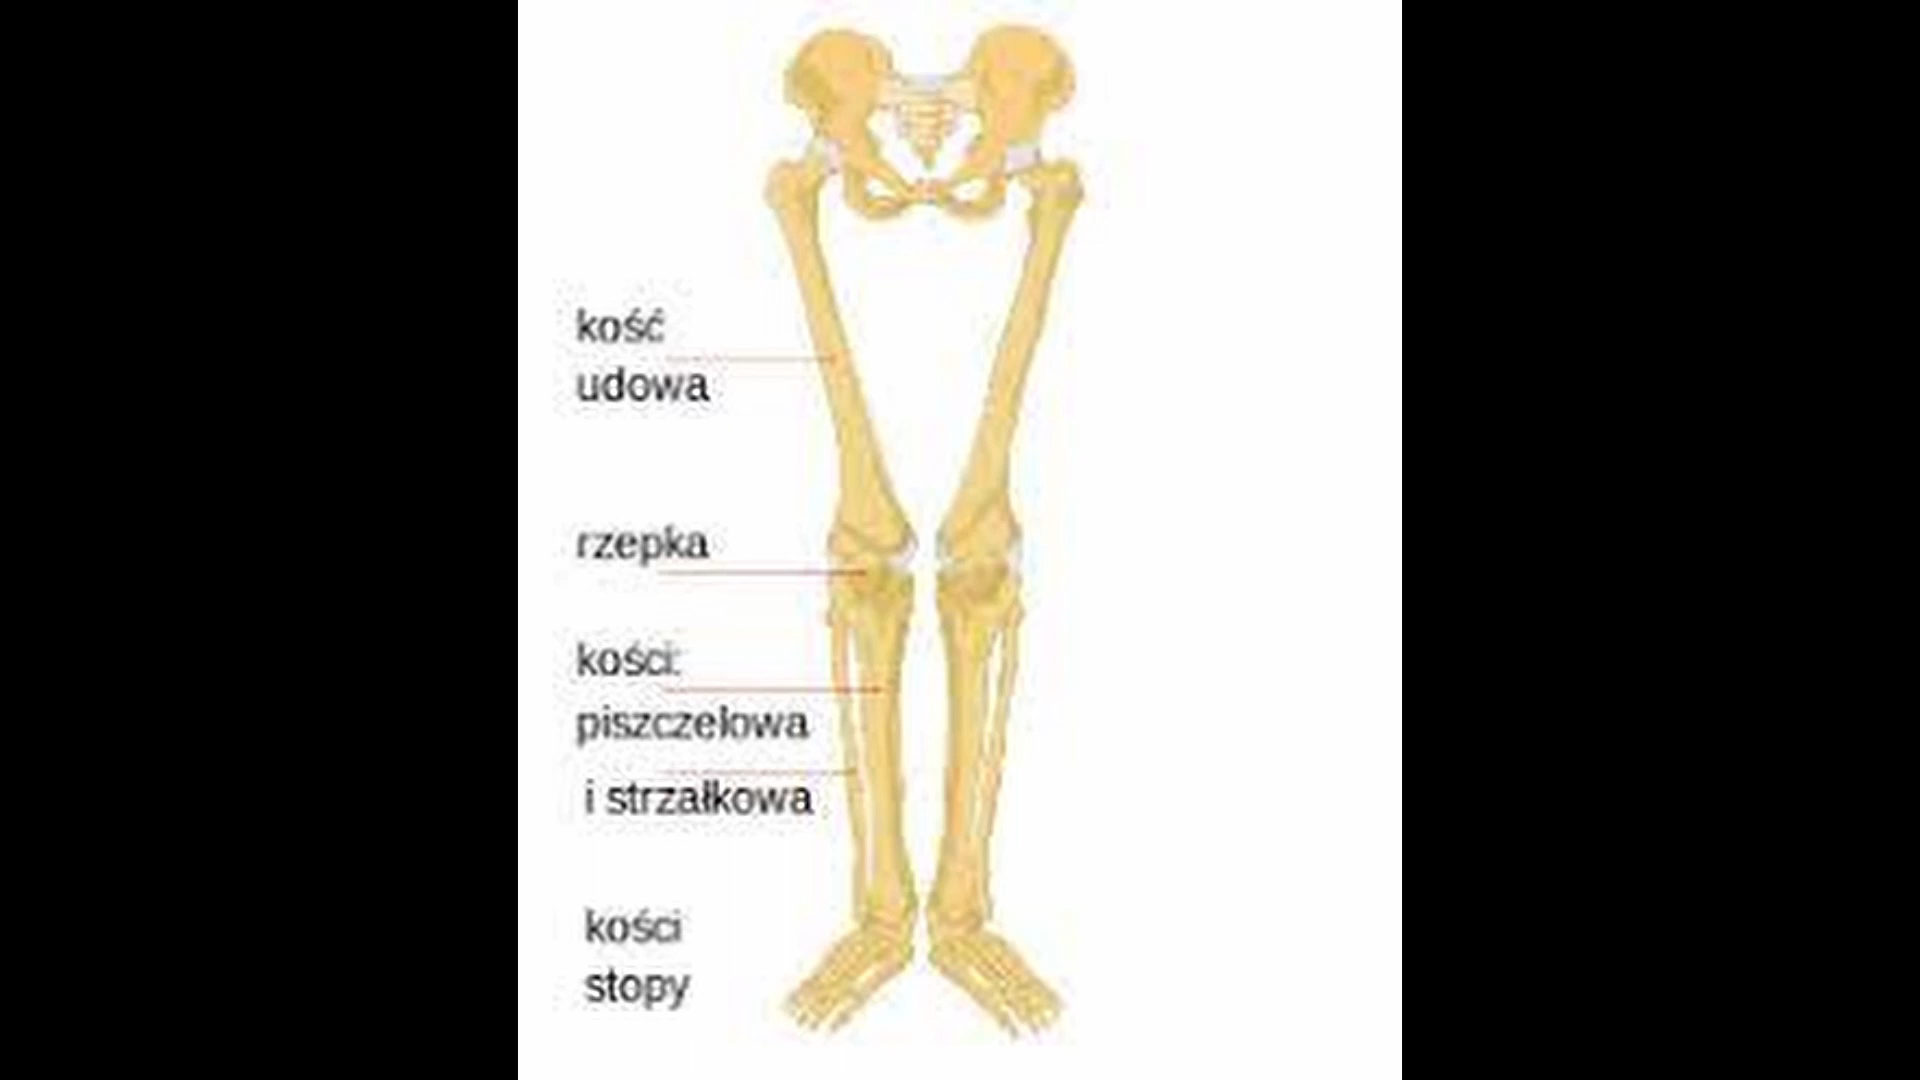 kość
udowa
rzepka
kości:
piszczelowa
i strzałkowa
kości
stopy